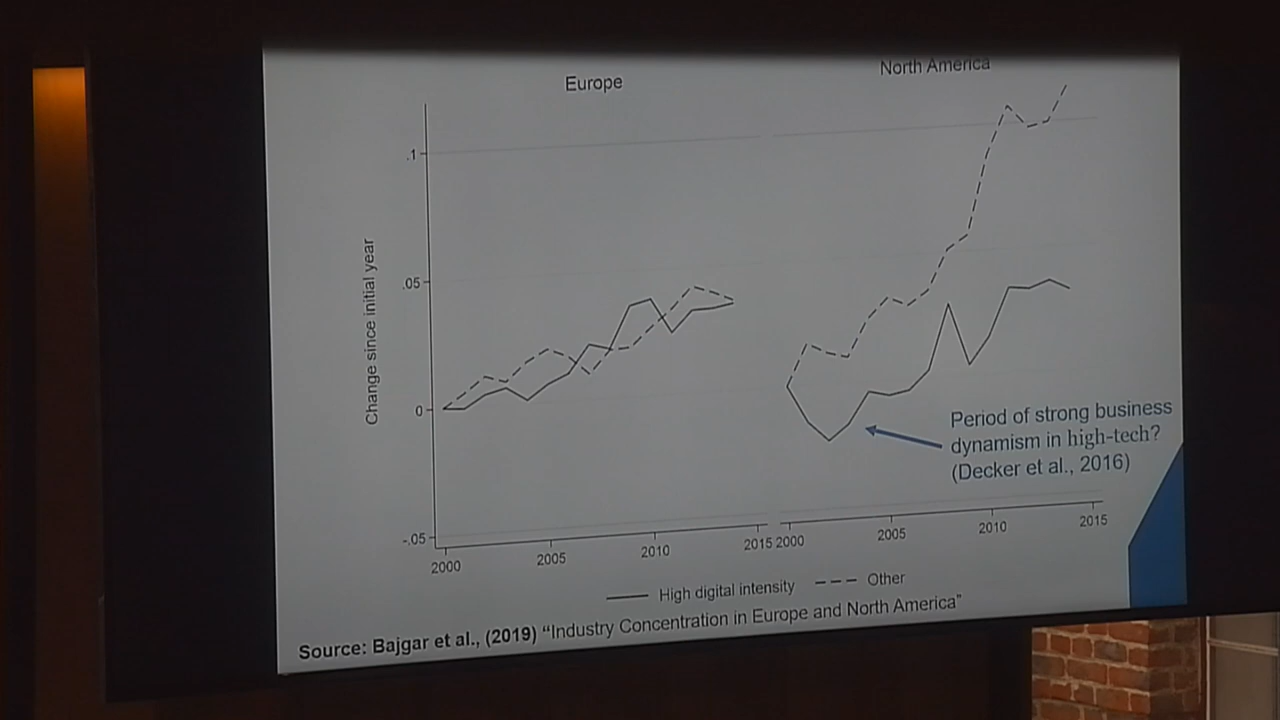 Europe
North America
Change since initial year
.1
.05
0
-.05
2000
2005
2010
2015
2000
2005
2010
2015
Period of strong business
dynamism in high-tech?
(Decker et al., 2016)
High digital intensity
Other
Source: Bajgar et al., (2019) “Industry Concentration in Europe and North America”